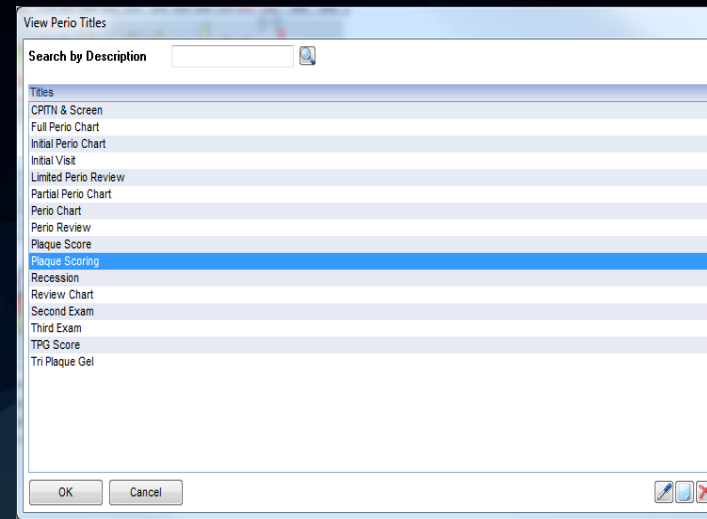 View Perio Titles
Search by Description
Titles
CPITN & Screen
Full Perio Chart
Initial Perio Chart
Initial Visit
Limited Perio Review
Partial Perio Chart
Perio Chart
Perio Review
Plaque Score
Plaque Scoring
Recession
Review Chart
Second Exam
Third Exam
TPG Score
Tri Plaque Gel
OK Cancel